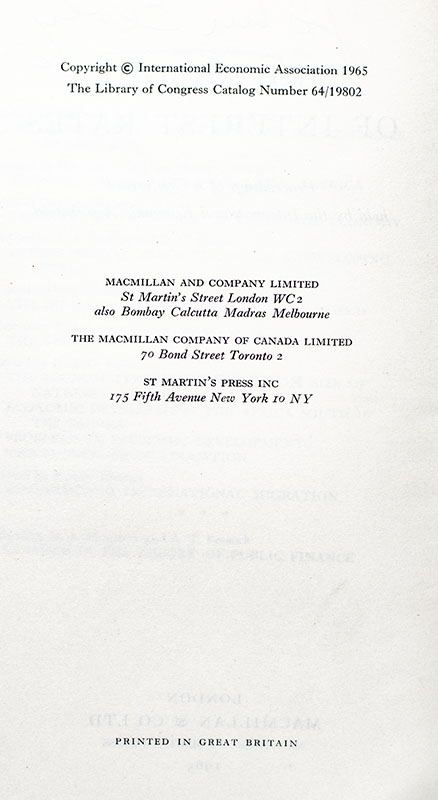 Copyright © International Economic Association 1965
The Library of Congress Catalog Number 64/19802
MACMILLAN AND COMPANY LIMITED
St Martin's Street London WC2
also Bombay Calcutta Madras Melbourne
THE MACMILLAN COMPANY OF CANADA LIMITED
70 Bond Street Toronto 2
ST MARTIN'S PRESS INC
175 Fifth Avenue New York 10 NY
PRINTED IN GREAT BRITAIN